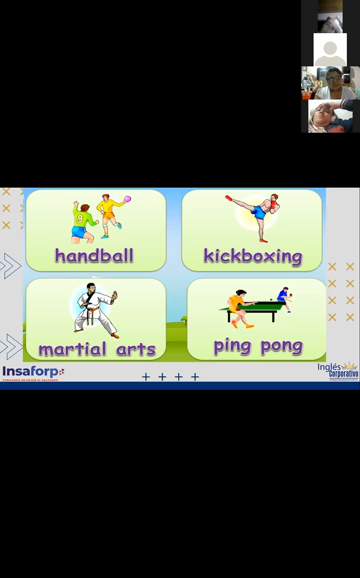 handball
kickboxing
martial arts
ping pong
Insaforp
Inglés
Corporativo